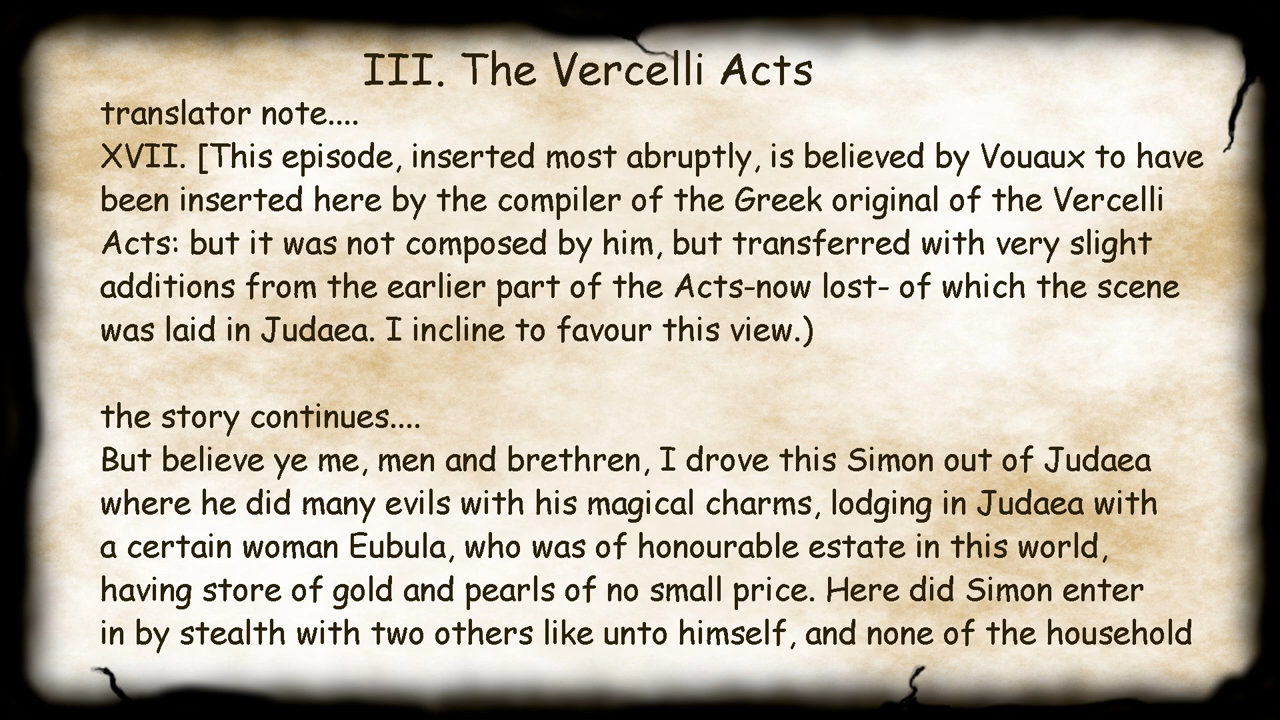 III. The Vercelli Acts
translator note....
XVII. [This episode, inserted most abruptly, is believed by Vouaux to have
been inserted here by the compiler of the Greek original of the Vercelli
Acts: but it was not composed by him, but transferred with very slight
additions from the earlier part of the Acts-now lost- of which the scene
was laid in Judaea. I incline to favour this view.)
the story continues....
But believe ye me, men and brethren, I drove this Simon out of Judaea
where he did many evils with his magical charms, lodging in Judaea with
a certain woman Eubula, who was of honourable estate in this world,
having store of gold and pearls of no small price. Here did Simon enter
in by stealth with two others like unto himself, and none of the household